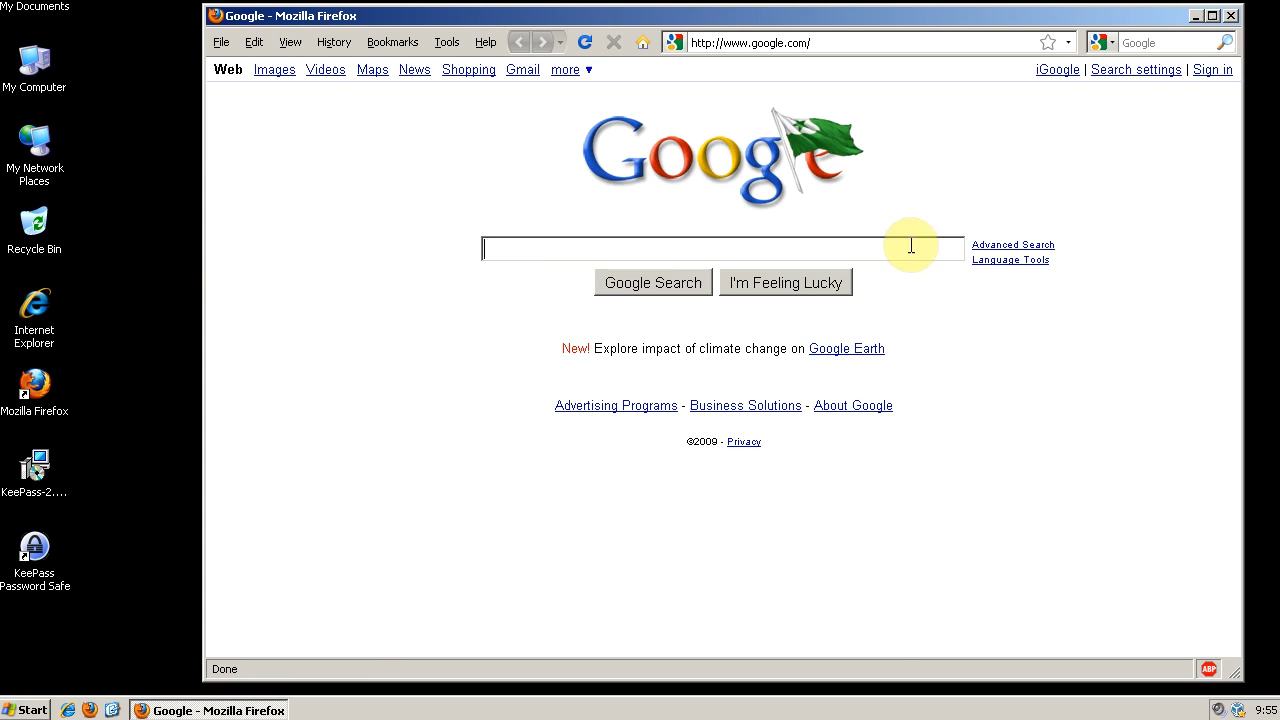 My Documents
My Computer
My Network
Places
Recycle Bin
Internet
Explorer
Mozilla Firefox
KeePass-2....
KeePass
Password Safe
Google - Mozilla Firefox
File Edit View History Bookmarks Tools Help http://www.google.com/ Google
Web Images Videos Maps News Shopping Gmail more ▼ iGoogle | Search settings | Sign in
Google
Advanced Search
Language Tools
Google Search I'm Feeling Lucky
New! Explore impact of climate change on Google Earth
Advertising Programs - Business Solutions - About Google
©2009 - Privacy
Done ABP
Start Google - Mozilla Firefox 9:55